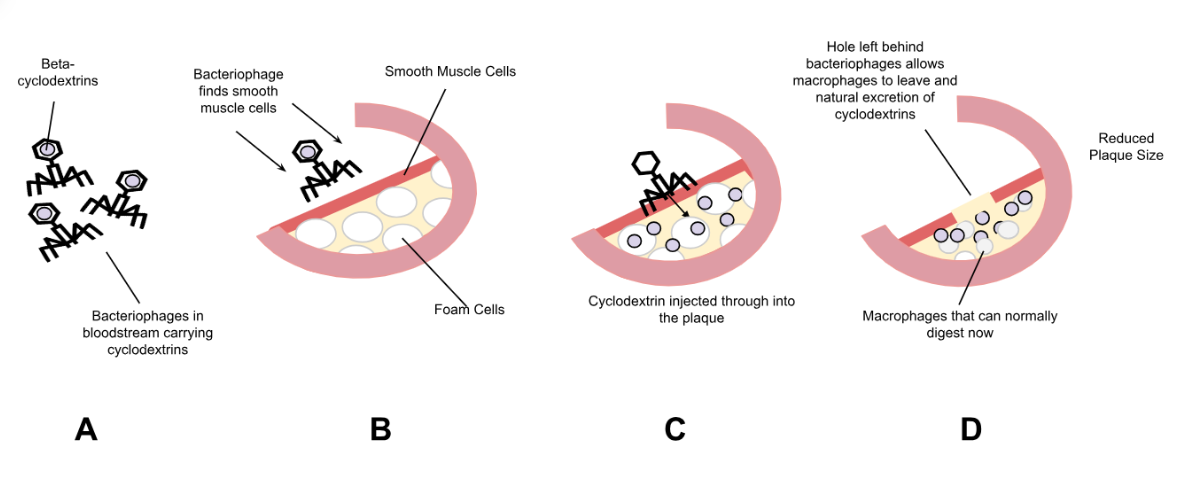 Beta-
cyclodextrins
Bacteriophages in
bloodstream carrying
cyclodextrins
A
Bacteriophage
finds smooth
muscle cells
Smooth Muscle Cells
Foam Cells
B
Cyclodextrin injected through into
the plaque
C
Hole left behind
bacteriophages allows
macrophages to leave and
natural excretion of
cyclodextrins
Reduced
Plaque Size
Macrophages that can normally
digest now
D